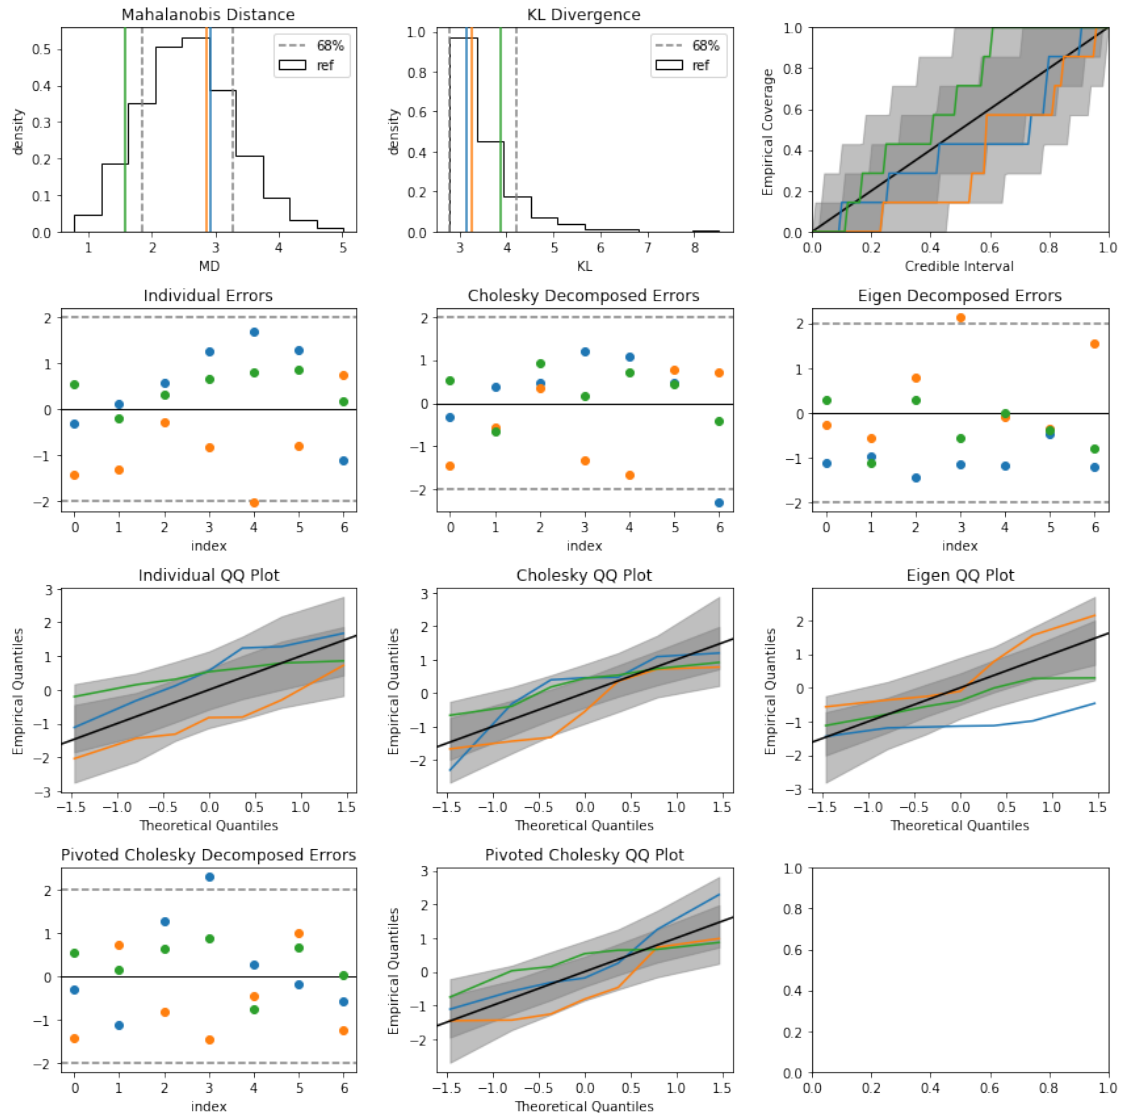 Mahalanobis Distance
0.5
0.4
0.3
0.2
0.1
0.0
density
68%
ref
1 2 3 4 5
MD
KL Divergence
1.0
0.8
0.6
0.4
0.2
0.0
density
68%
ref
3 4 5 6 7 8
KL
1.0
0.8
0.6
0.4
0.2
0.0
Empirical Coverage
0.0 0.2 0.4 0.6 0.8 1.0
Credible Interval
Individual Errors
2
1
0
−1
−2
0 1 2 3 4 5 6
index
Cholesky Decomposed Errors
2
1
0
−1
−2
0 1 2 3 4 5 6
index
Eigen Decomposed Errors
2
1
0
−1
−2
0 1 2 3 4 5 6
index
Individual QQ Plot
3
2
1
0
−1
−2
−3
Empirical Quantiles
−1.5 −1.0 −0.5 0.0 0.5 1.0 1.5
Theoretical Quantiles
Cholesky QQ Plot
3
2
1
0
−1
−2
Empirical Quantiles
−1.5 −1.0 −0.5 0.0 0.5 1.0 1.5
Theoretical Quantiles
Eigen QQ Plot
3
2
1
0
−1
−2
−3
Empirical Quantiles
−1.5 −1.0 −0.5 0.0 0.5 1.0 1.5
Theoretical Quantiles
Pivoted Cholesky Decomposed Errors
2
1
0
−1
−2
0 1 2 3 4 5 6
index
Pivoted Cholesky QQ Plot
3
2
1
0
−1
−2
Empirical Quantiles
−1.5 −1.0 −0.5 0.0 0.5 1.0 1.5
Theoretical Quantiles
1.0
0.8
0.6
0.4
0.2
0.0
0.0 0.2 0.4 0.6 0.8 1.0